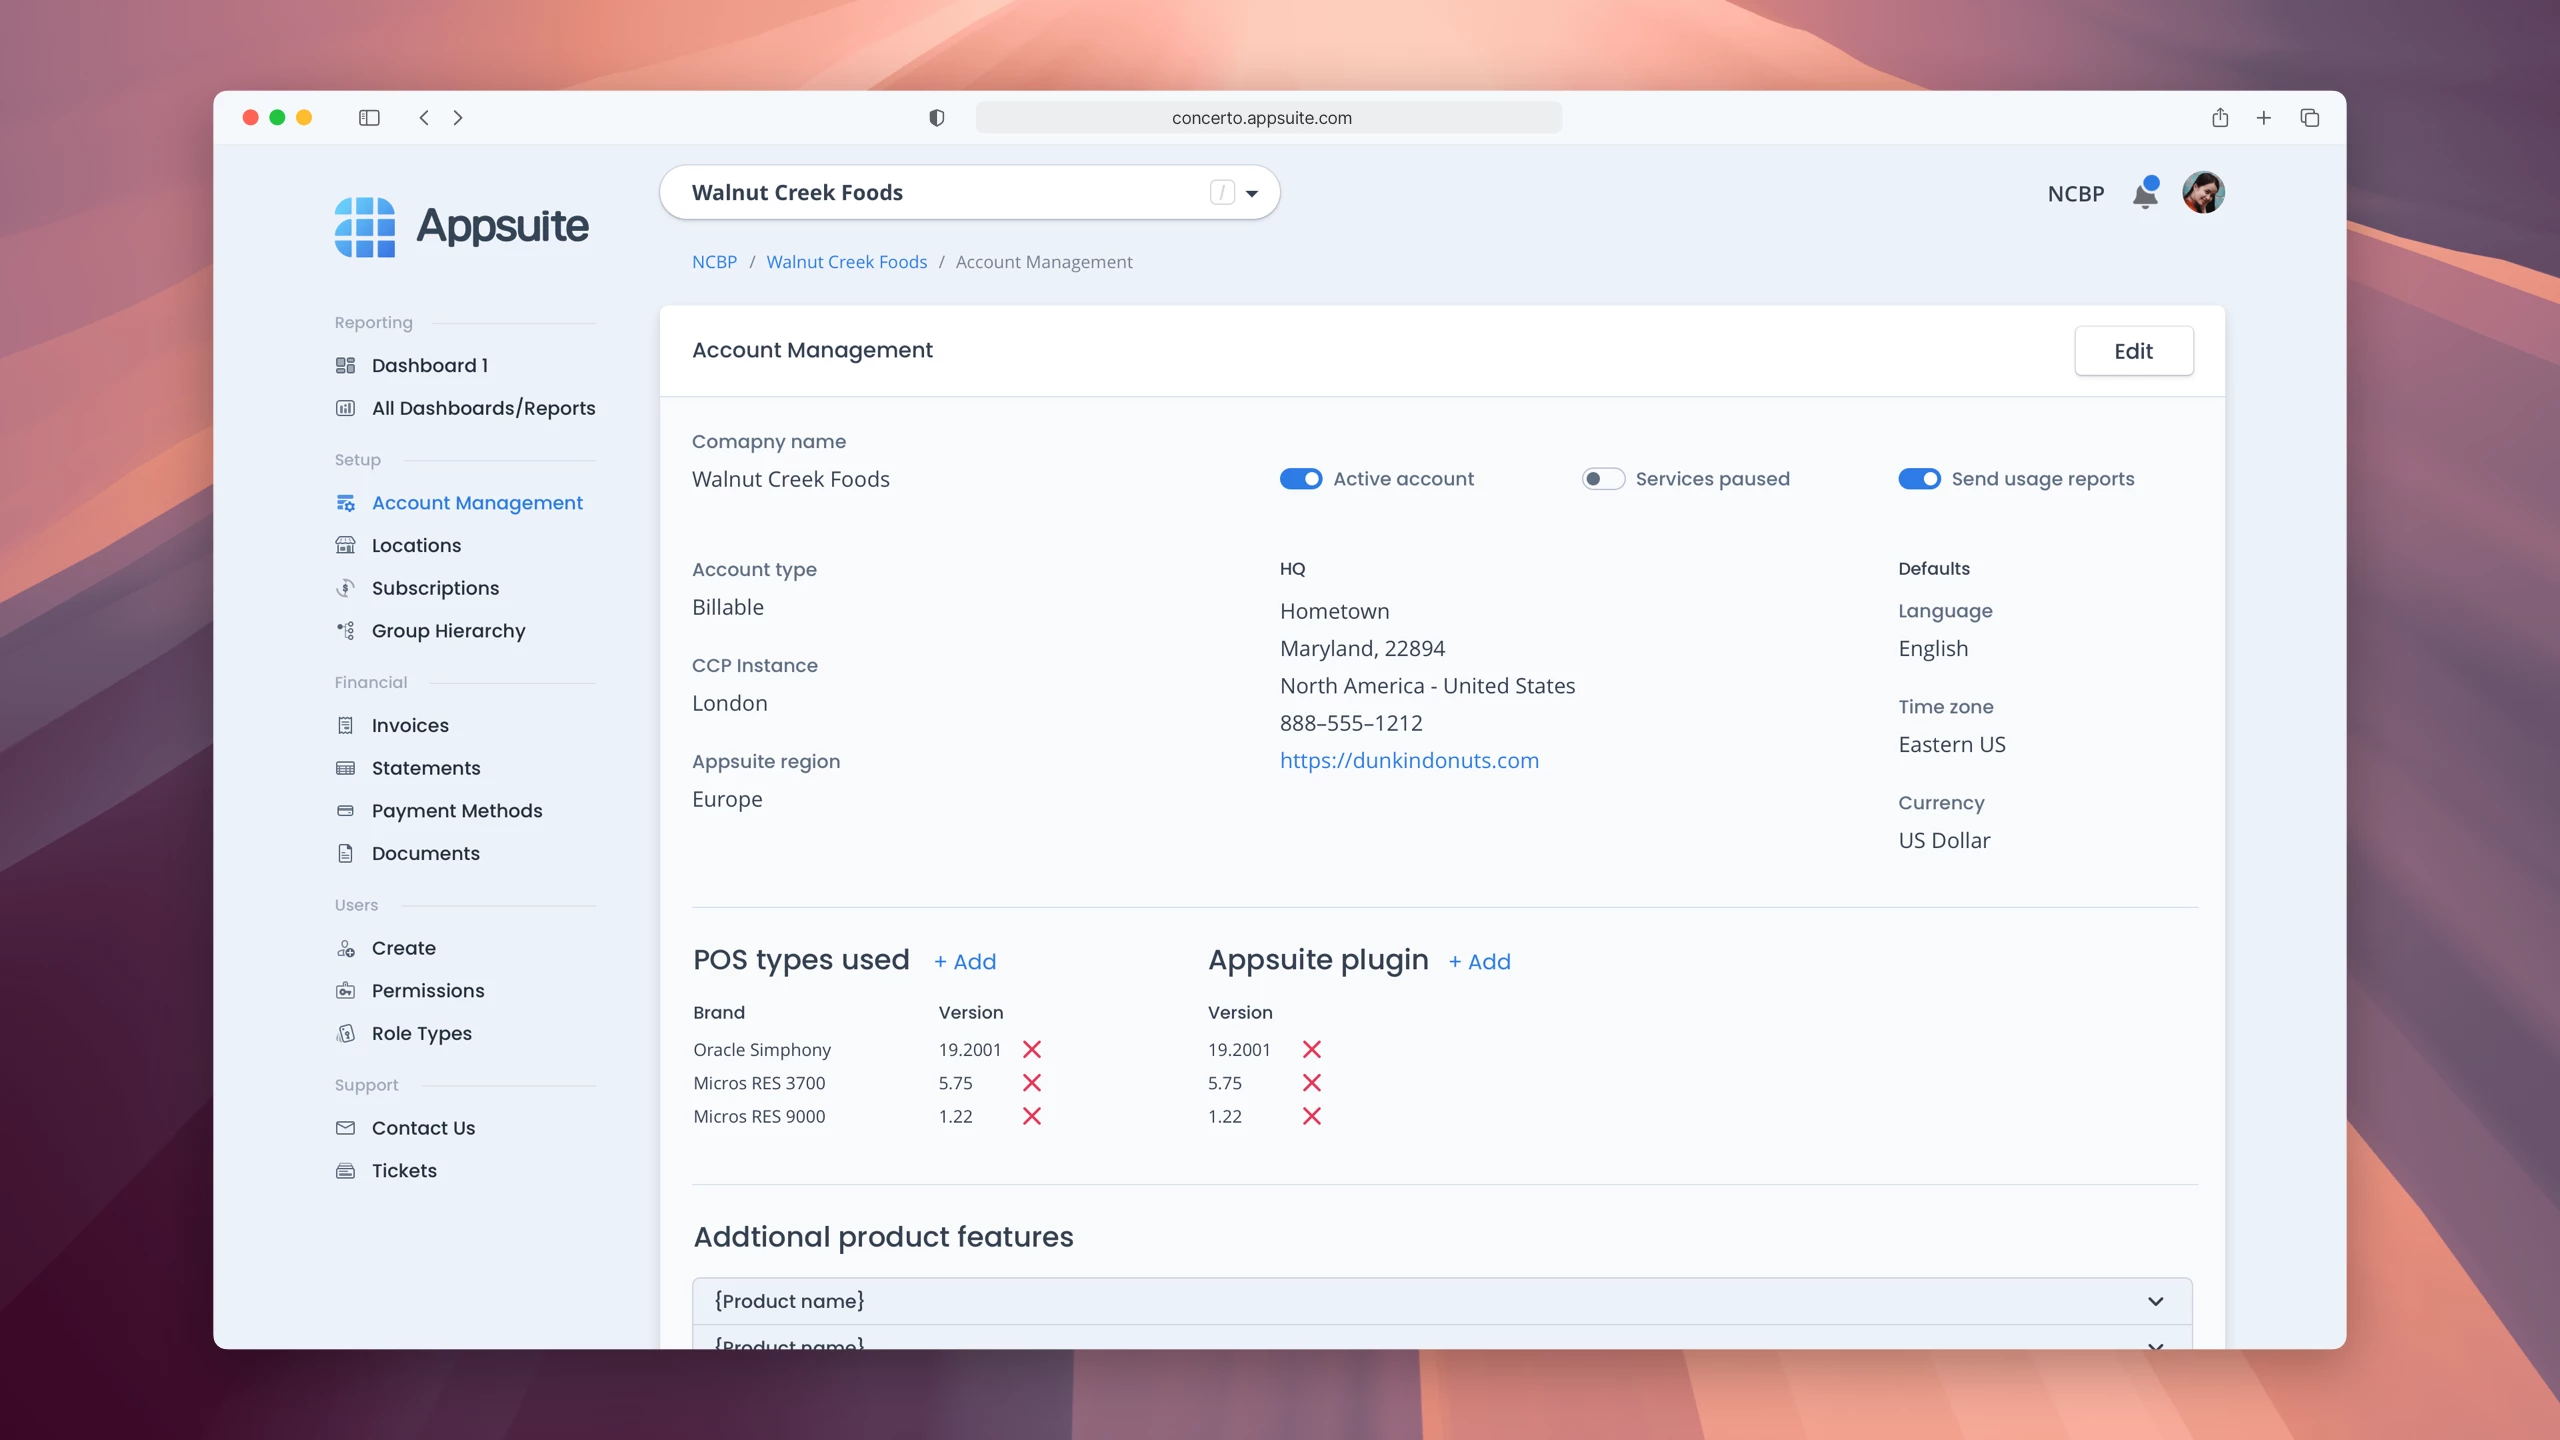 concerto.appsuite.com
Appsuite
Walnut Creek Foods /
NCBP
NCBP / Walnut Creek Foods / Account Management
Reporting
Dashboard 1
All Dashboards/Reports
Setup
Account Management
Locations
Subscriptions
Group Hierarchy
Financial
Invoices
Statements
Payment Methods
Documents
Users
Create
Permissions
Role Types
Support
Contact Us
Tickets
Account Management
Edit
Comapny name
Walnut Creek Foods
Active account
Services paused
Send usage reports
Account type
Billable
CCP Instance
London
Appsuite region
Europe
HQ
Hometown
Maryland, 22894
North America - United States
888–555–1212
https://dunkindonuts.com
Defaults
Language
English
Time zone
Eastern US
Currency
US Dollar
POS types used + Add
Brand Version
Oracle Simphony 19.2001
Micros RES 3700 5.75
Micros RES 9000 1.22
Appsuite plugin + Add
Version
19.2001
5.75
1.22
Addtional product features
{Product name}
{Product name}